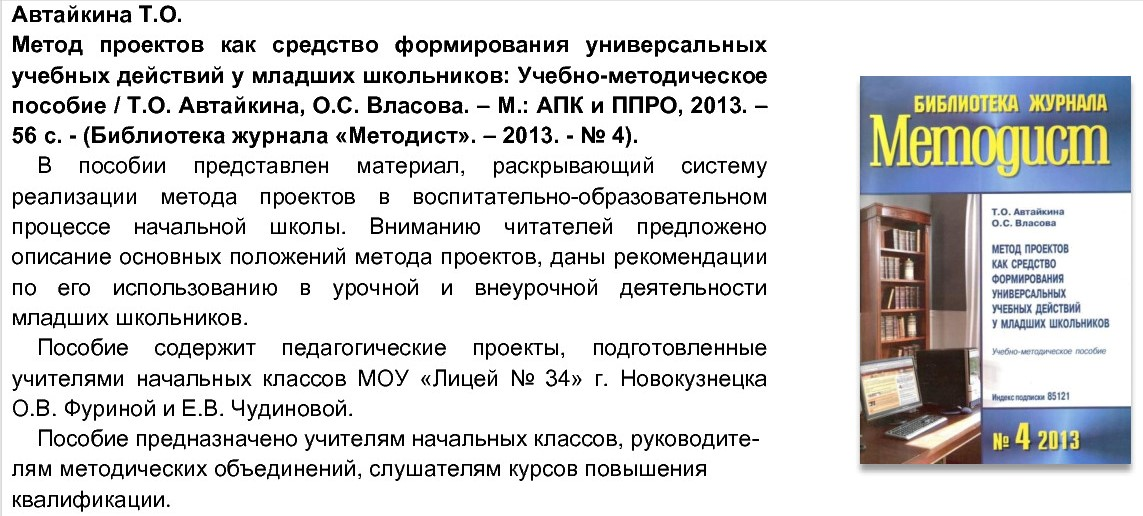 Автайкина Т.О.
Метод проектов как средство формирования универсальных
учебных действий у младших школьников: Учебно-методическое
пособие / Т.О. Автайкина, О.С. Власова. – М.: АПК и ППРО, 2013. –
56 с. - (Библиотека журнала «Методист». – 2013. - № 4).
В пособии представлен материал, раскрывающий систему
реализации метода проектов в воспитательно-образовательном
процессе начальной школы. Вниманию читателей предложено
описание основных положений метода проектов, даны рекомендации
по его использованию в урочной и внеурочной деятельности
младших школьников.
Пособие содержит педагогические проекты, подготовленные
учителями начальных классов МОУ «Лицей № 34» г. Новокузнецка
О.В. Фуриной и Е.В. Чудиновой.
Пособие предназначено учителям начальных классов, руководите-
лям методических объединений, слушателям курсов повышения
квалификации.
БИБЛИОТЕКА ЖУРНАЛА
Методист
Т.О. Автайкина
О.С. Власова
МЕТОД ПРОЕКТОВ
КАК СРЕДСТВО
ФОРМИРОВАНИЯ
УНИВЕРСАЛЬНЫХ
УЧЕБНЫХ ДЕЙСТВИЙ
У МЛАДШИХ ШКОЛЬНИКОВ
Учебно-методическое пособие
Индекс подписки 85121
№ 4 2013